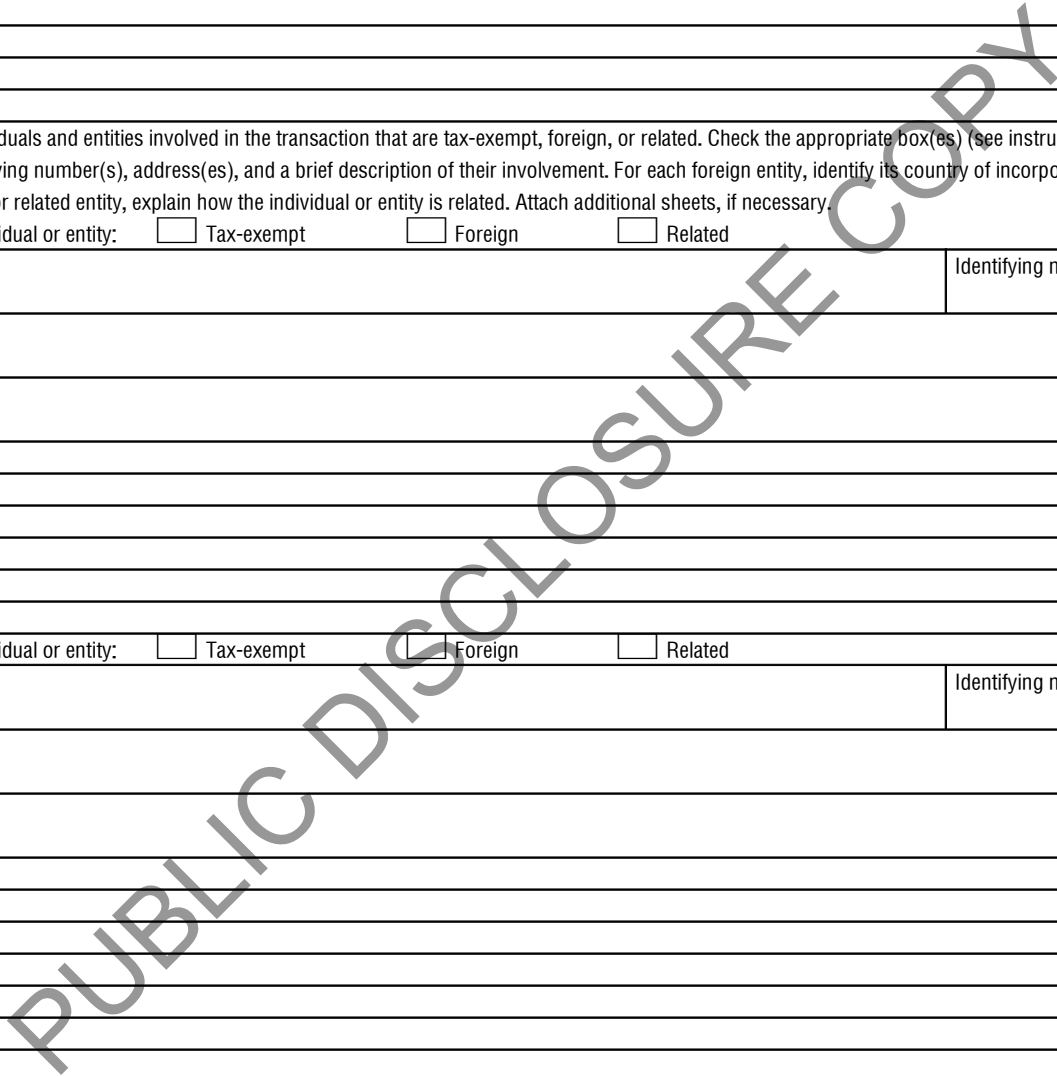 duals and entities involved in the transaction that are tax-exempt, foreign, or related. Check the appropriate box(es) (see instru
ing number(s), address(es), and a brief description of their involvement. For each foreign entity, identify its country of incorpo
r related entity, explain how the individual or entity is related. Attach additional sheets, if necessary.
idual or entity: Tax-exempt Foreign Related
Identifying n
idual or entity: Tax-exempt Foreign Related
Identifying n
PUBLIC DISCLOSURE COPY